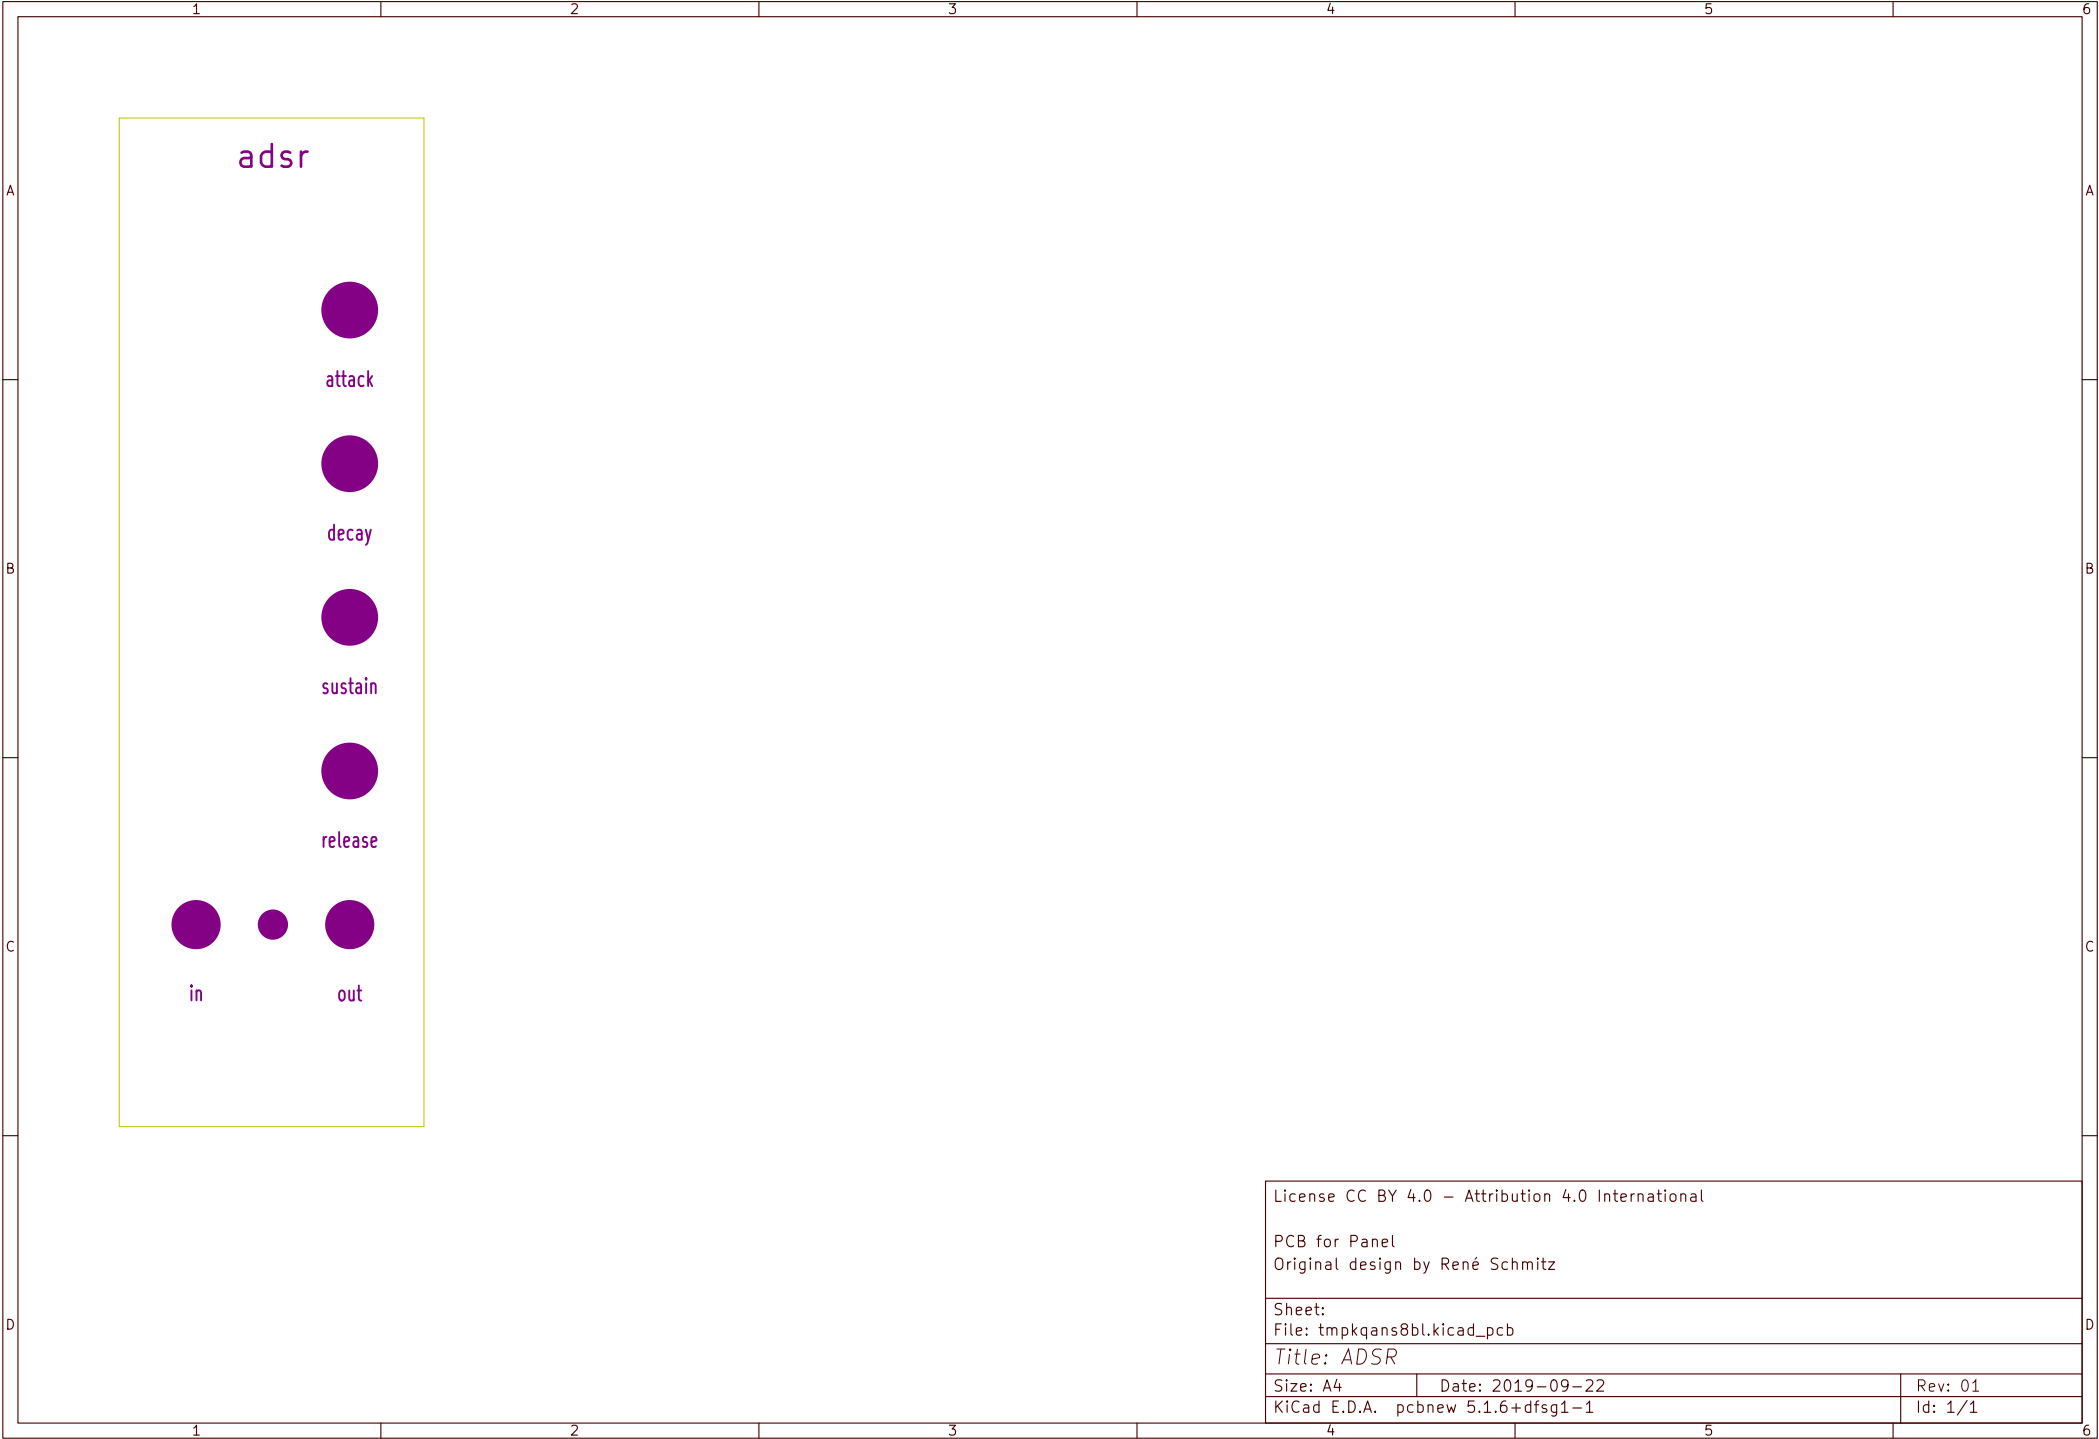 1 2 3 4 5 6
adsr
A A
attack
decay
B B
sustain
release
C C
in out
License CC BY 4.0 - Attribution 4.0 International
PCB for Panel
Original design by René Schmitz
Sheet:
D D
File: tmpkqans8bl.kicad_pcb
Title: ADSR
Size: A4 Date: 2019-09-22 Rev: 01
KiCad E.D.A. pcbnew 5.1.6+dfsg1-1 Id: 1/1
1 2 3 4 5 6